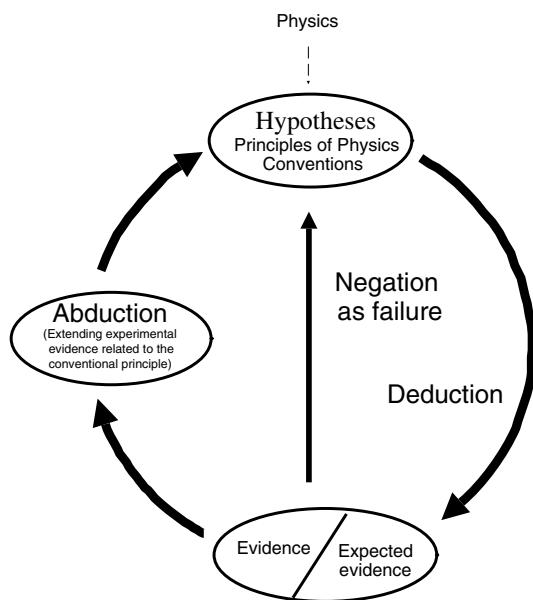 Physics
Hypotheses
Principles of Physics
Conventions
Negation
as failure
Abduction
(Extending experimental
evidence related to the
conventional principle)
Deduction
Evidence
Expected
evidence